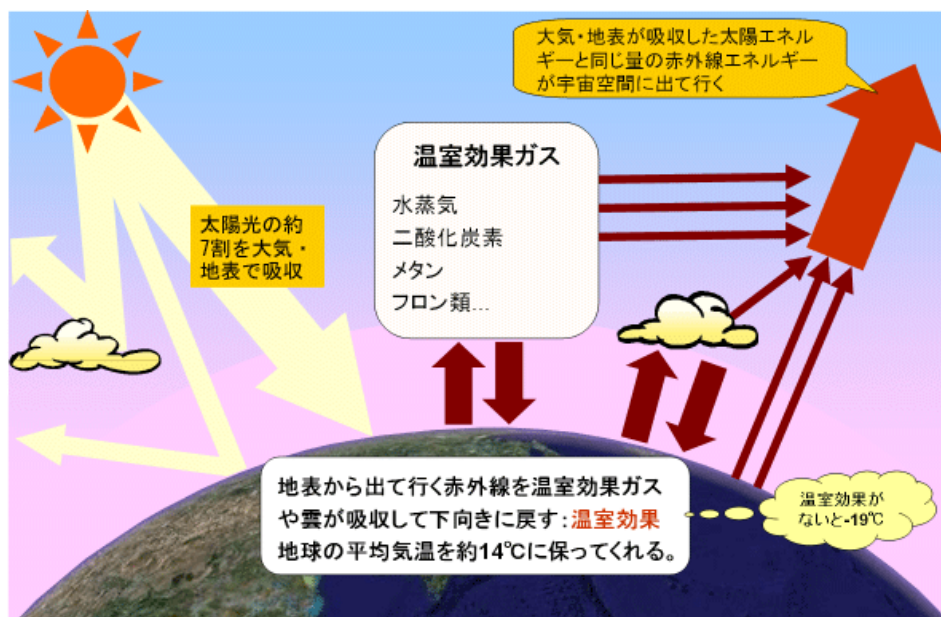 大気・地表が吸収した太陽エネル
ギーと同じ量の赤外線エネルギー
が宇宙空間に出て行く
温室効果ガス
水蒸気
二酸化炭素
メタン
フロン類...
太陽光の約
7割を大気・
地表で吸収
地表から出て行く赤外線を温室効果ガス
や雲が吸収して下向きに戻す：温室効果
地球の平均気温を約14℃に保ってくれる。
温室効果が
ないと-19℃